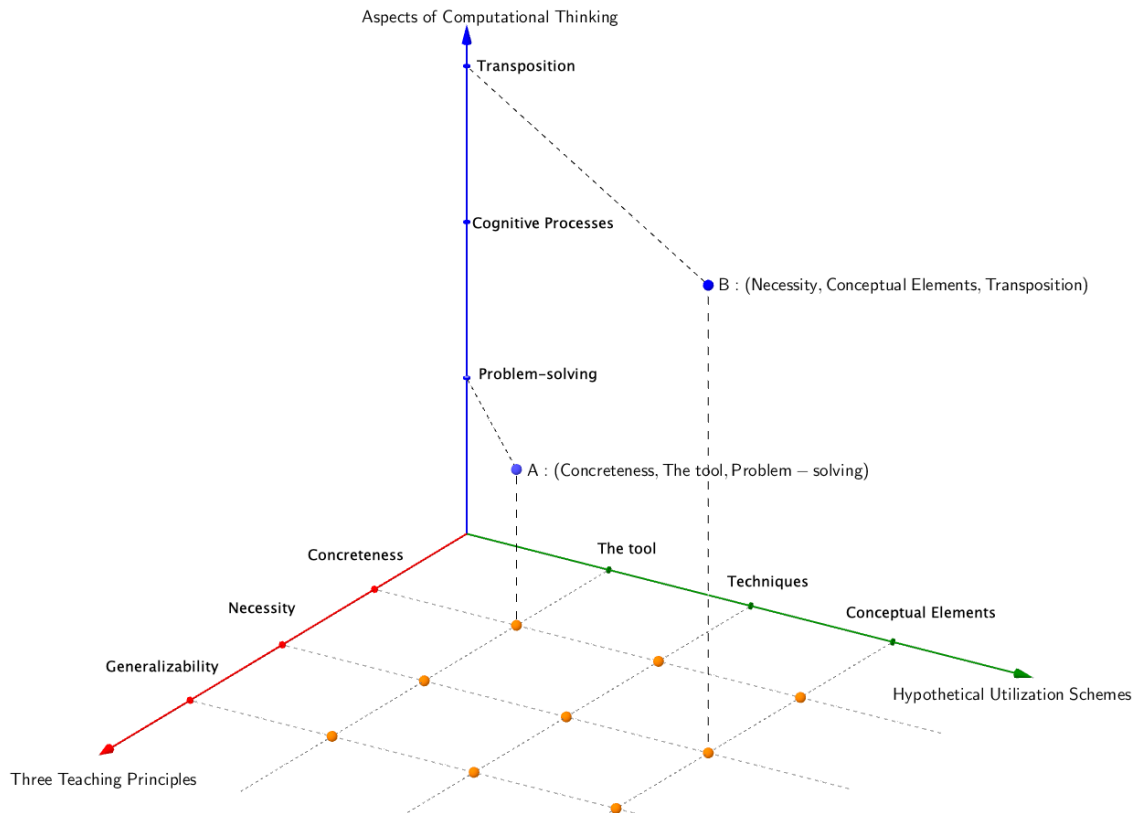 Aspects of Computational Thinking
Transposition
Cognitive Processes
B : (Necessity, Conceptual Elements, Transposition)
Problem-solving
A : (Concreteness, The tool, Problem − solving)
Concreteness
The tool
Techniques
Necessity
Conceptual Elements
Generalizability
Hypothetical Utilization Schemes
Three Teaching Principles